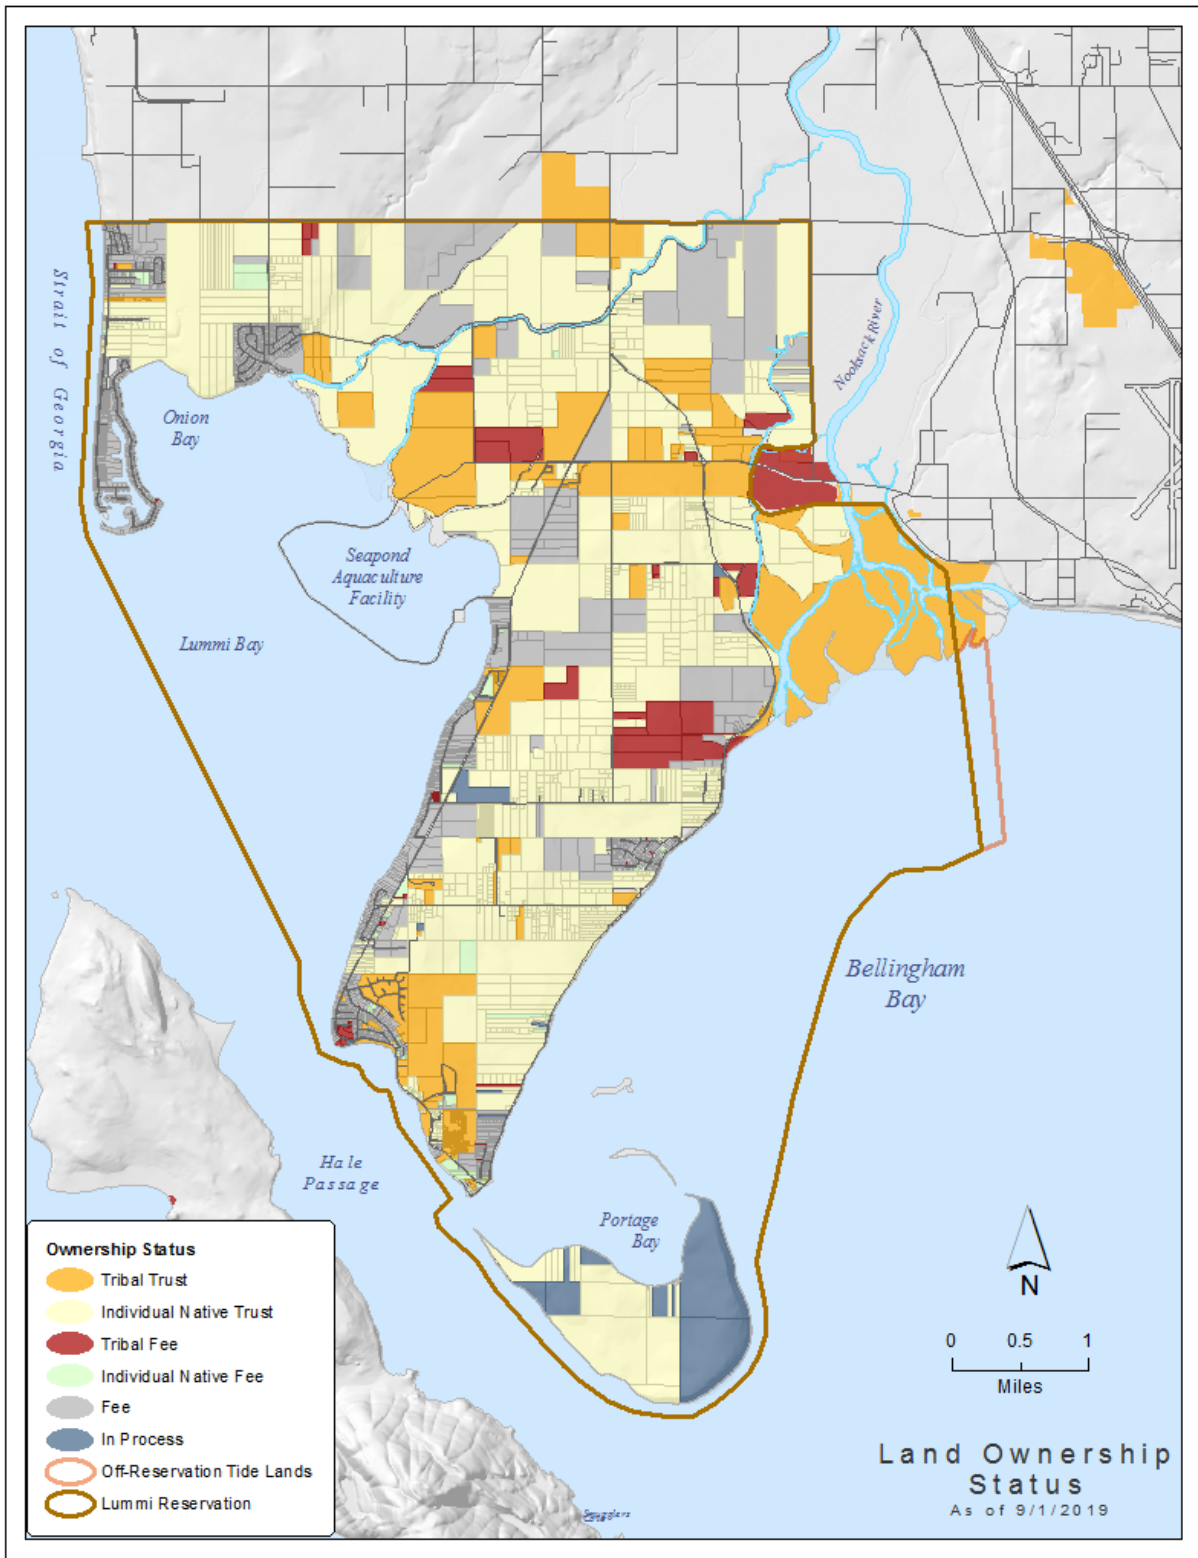 Strait of Georgia
Onion
Bay
Nooksack River
Seapond
Aquaculture
Facility
Lummi Bay
Bellingham
Bay
Hale
Passage
Portage
Bay
Ownership Status
Tribal Trust
Individual Native Trust
Tribal Fee
Individual Native Fee
Fee
In Process
Off-Reservation Tide Lands
Lummi Reservation
N
0 0.5 1
Miles
Land Ownership
Status
As of 9/1/2019
Smugglers